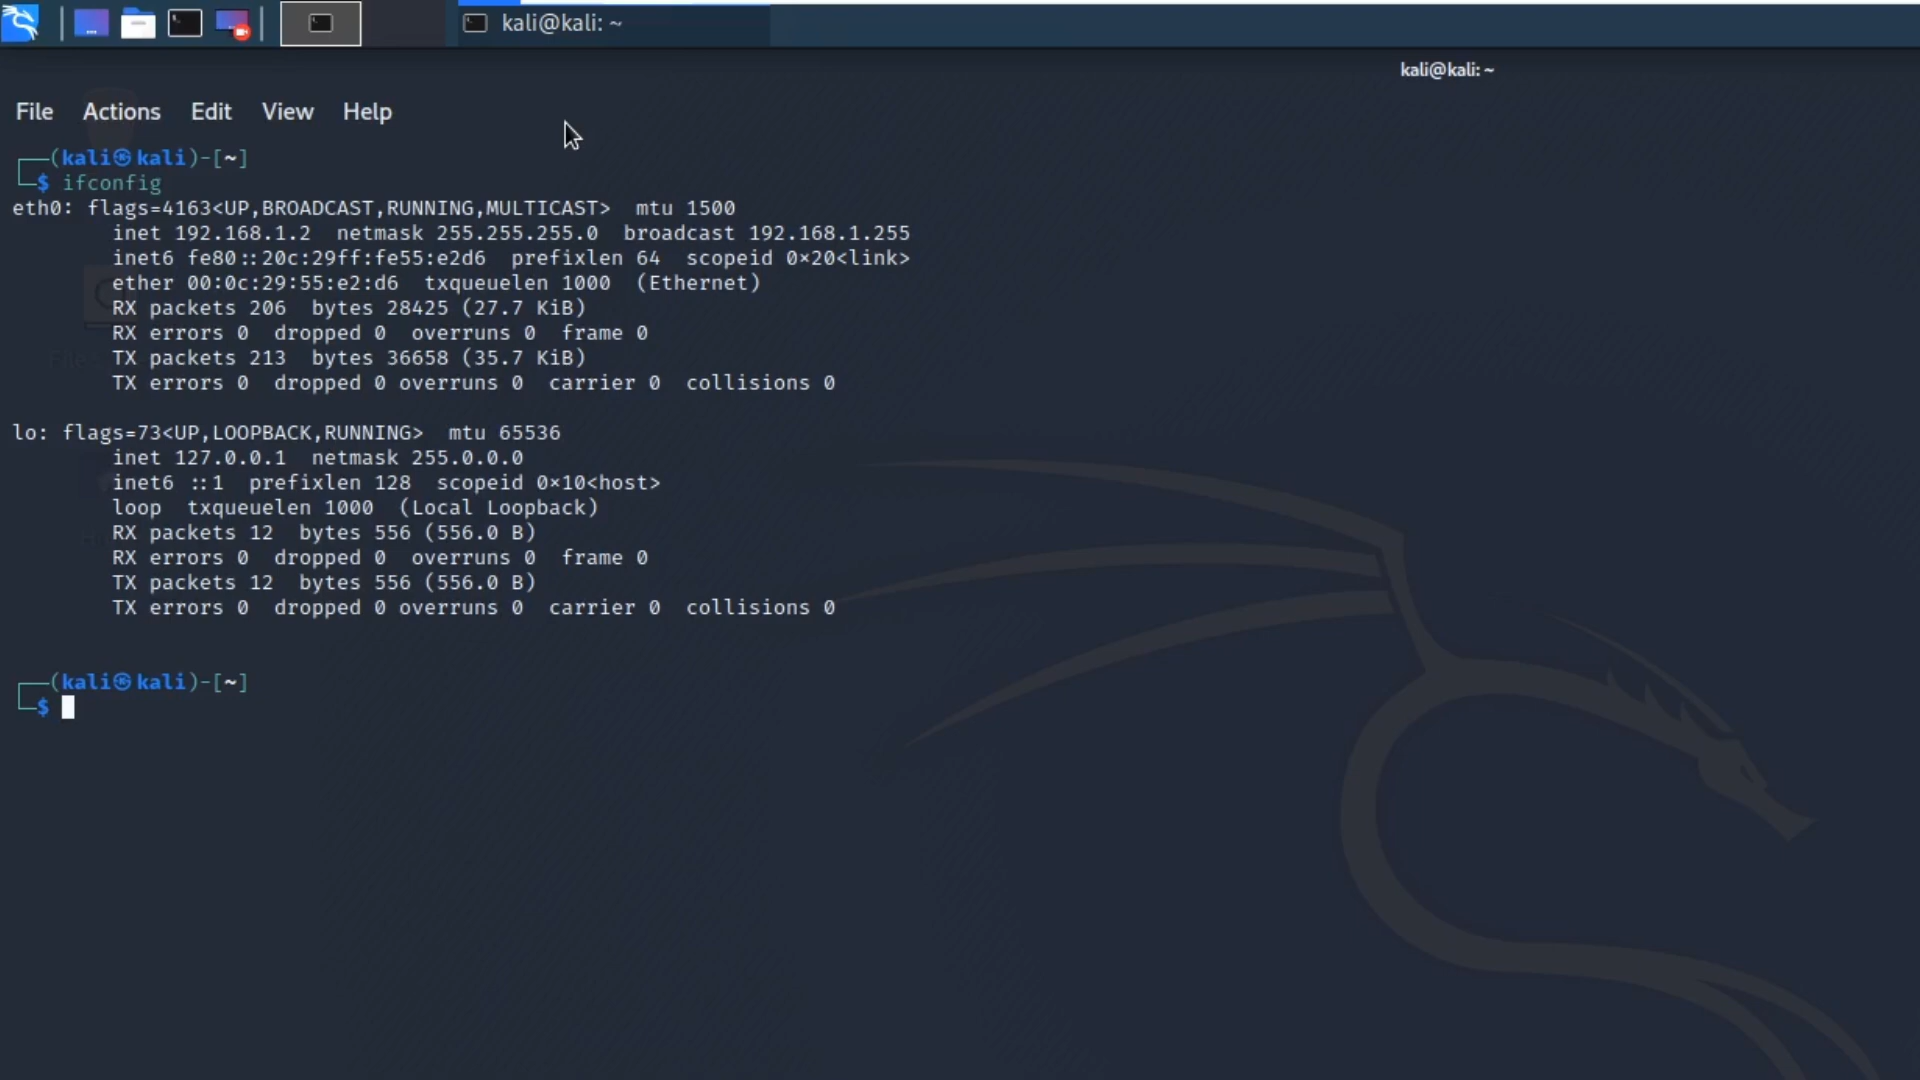 kali@kali: ~
kali@kali: ~
File Actions Edit View Help
┌──(kali㉿kali)-[~]
└─$ ifconfig
eth0: flags=4163<UP,BROADCAST,RUNNING,MULTICAST>  mtu 1500
        inet 192.168.1.2  netmask 255.255.255.0  broadcast 192.168.1.255
        inet6 fe80::20c:29ff:fe55:e2d6  prefixlen 64  scopeid 0×20<link>
        ether 00:0c:29:55:e2:d6  txqueuelen 1000  (Ethernet)
        RX packets 206  bytes 28425 (27.7 KiB)
        RX errors 0  dropped 0  overruns 0  frame 0
        TX packets 213  bytes 36658 (35.7 KiB)
        TX errors 0  dropped 0 overruns 0  carrier 0  collisions 0
lo: flags=73<UP,LOOPBACK,RUNNING>  mtu 65536
        inet 127.0.0.1  netmask 255.0.0.0
        inet6 ::1  prefixlen 128  scopeid 0×10<host>
        loop  txqueuelen 1000  (Local Loopback)
        RX packets 12  bytes 556 (556.0 B)
        RX errors 0  dropped 0  overruns 0  frame 0
        TX packets 12  bytes 556 (556.0 B)
        TX errors 0  dropped 0 overruns 0  carrier 0  collisions 0
┌──(kali㉿kali)-[~]
└─$